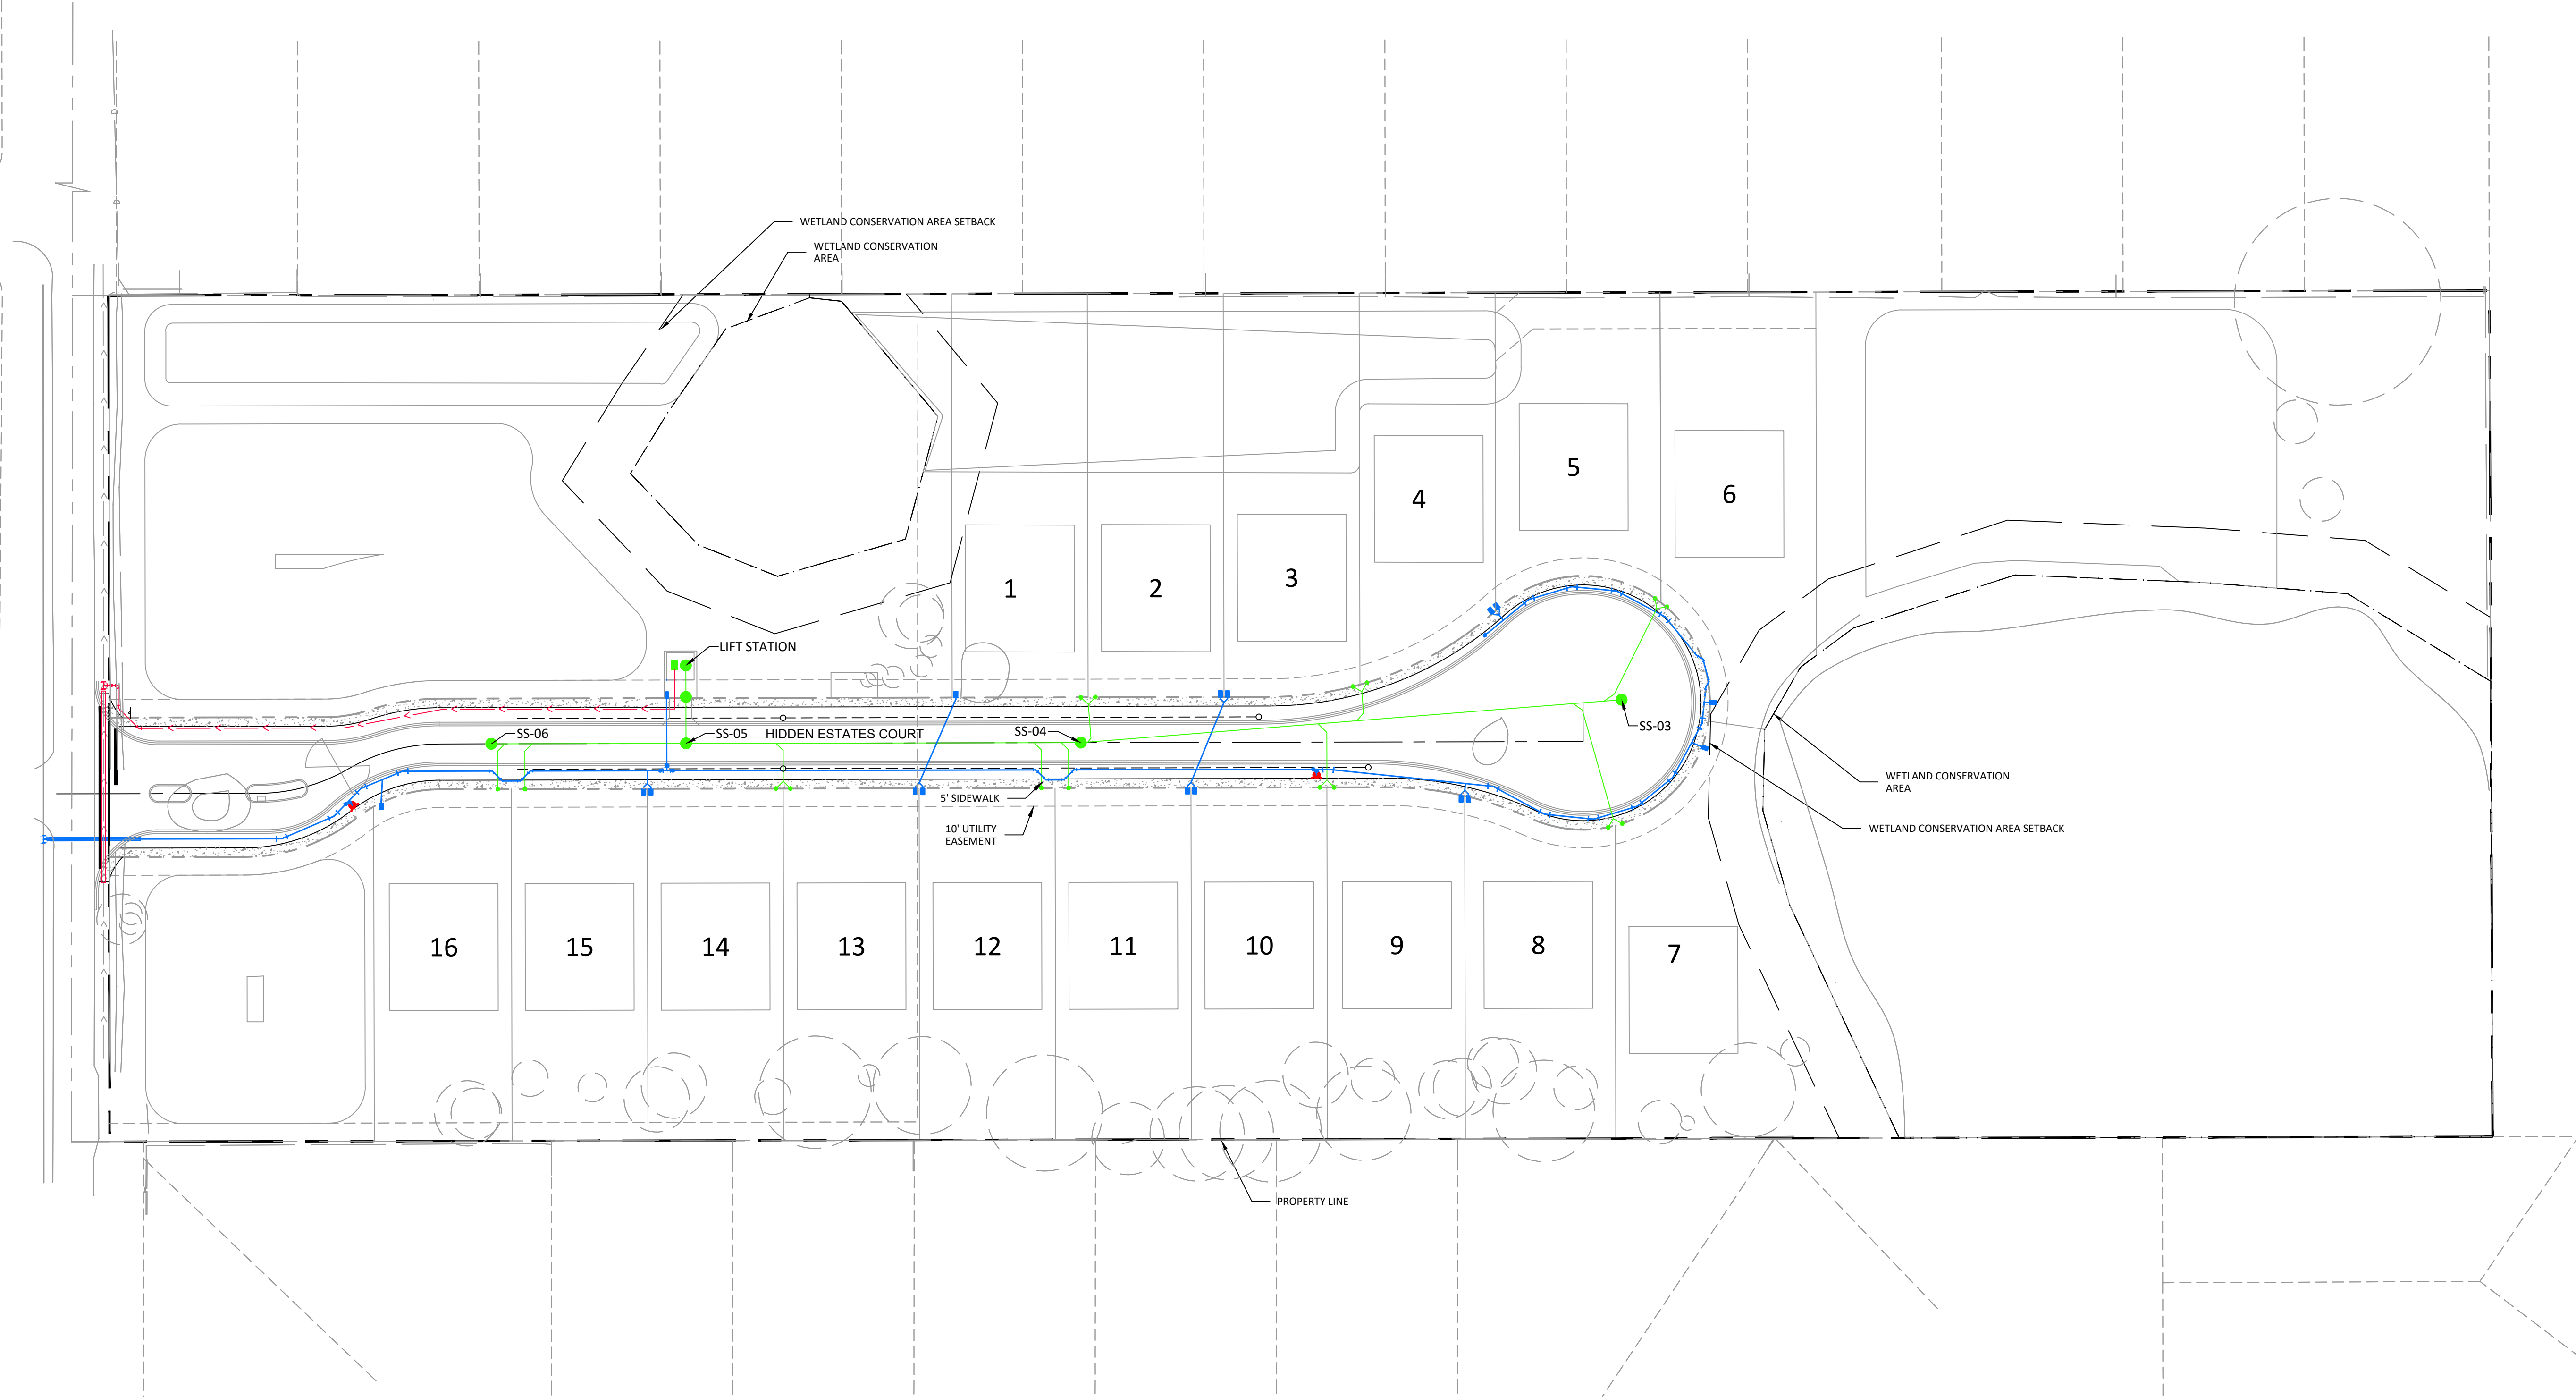 D
D
WETLAND CONSERVATION AREA SETBACK
WETLAND CONSERVATION
AREA
4
5
6
1
2
3
LIFT STATION
SS-06
SS-05
HIDDEN ESTATES COURT
SS-04
SS-03
5' SIDEWALK
10' UTILITY
EASEMENT
WETLAND CONSERVATION
AREA
WETLAND CONSERVATION AREA SETBACK
16
15
14
13
12
11
10
9
8
7
PROPERTY LINE